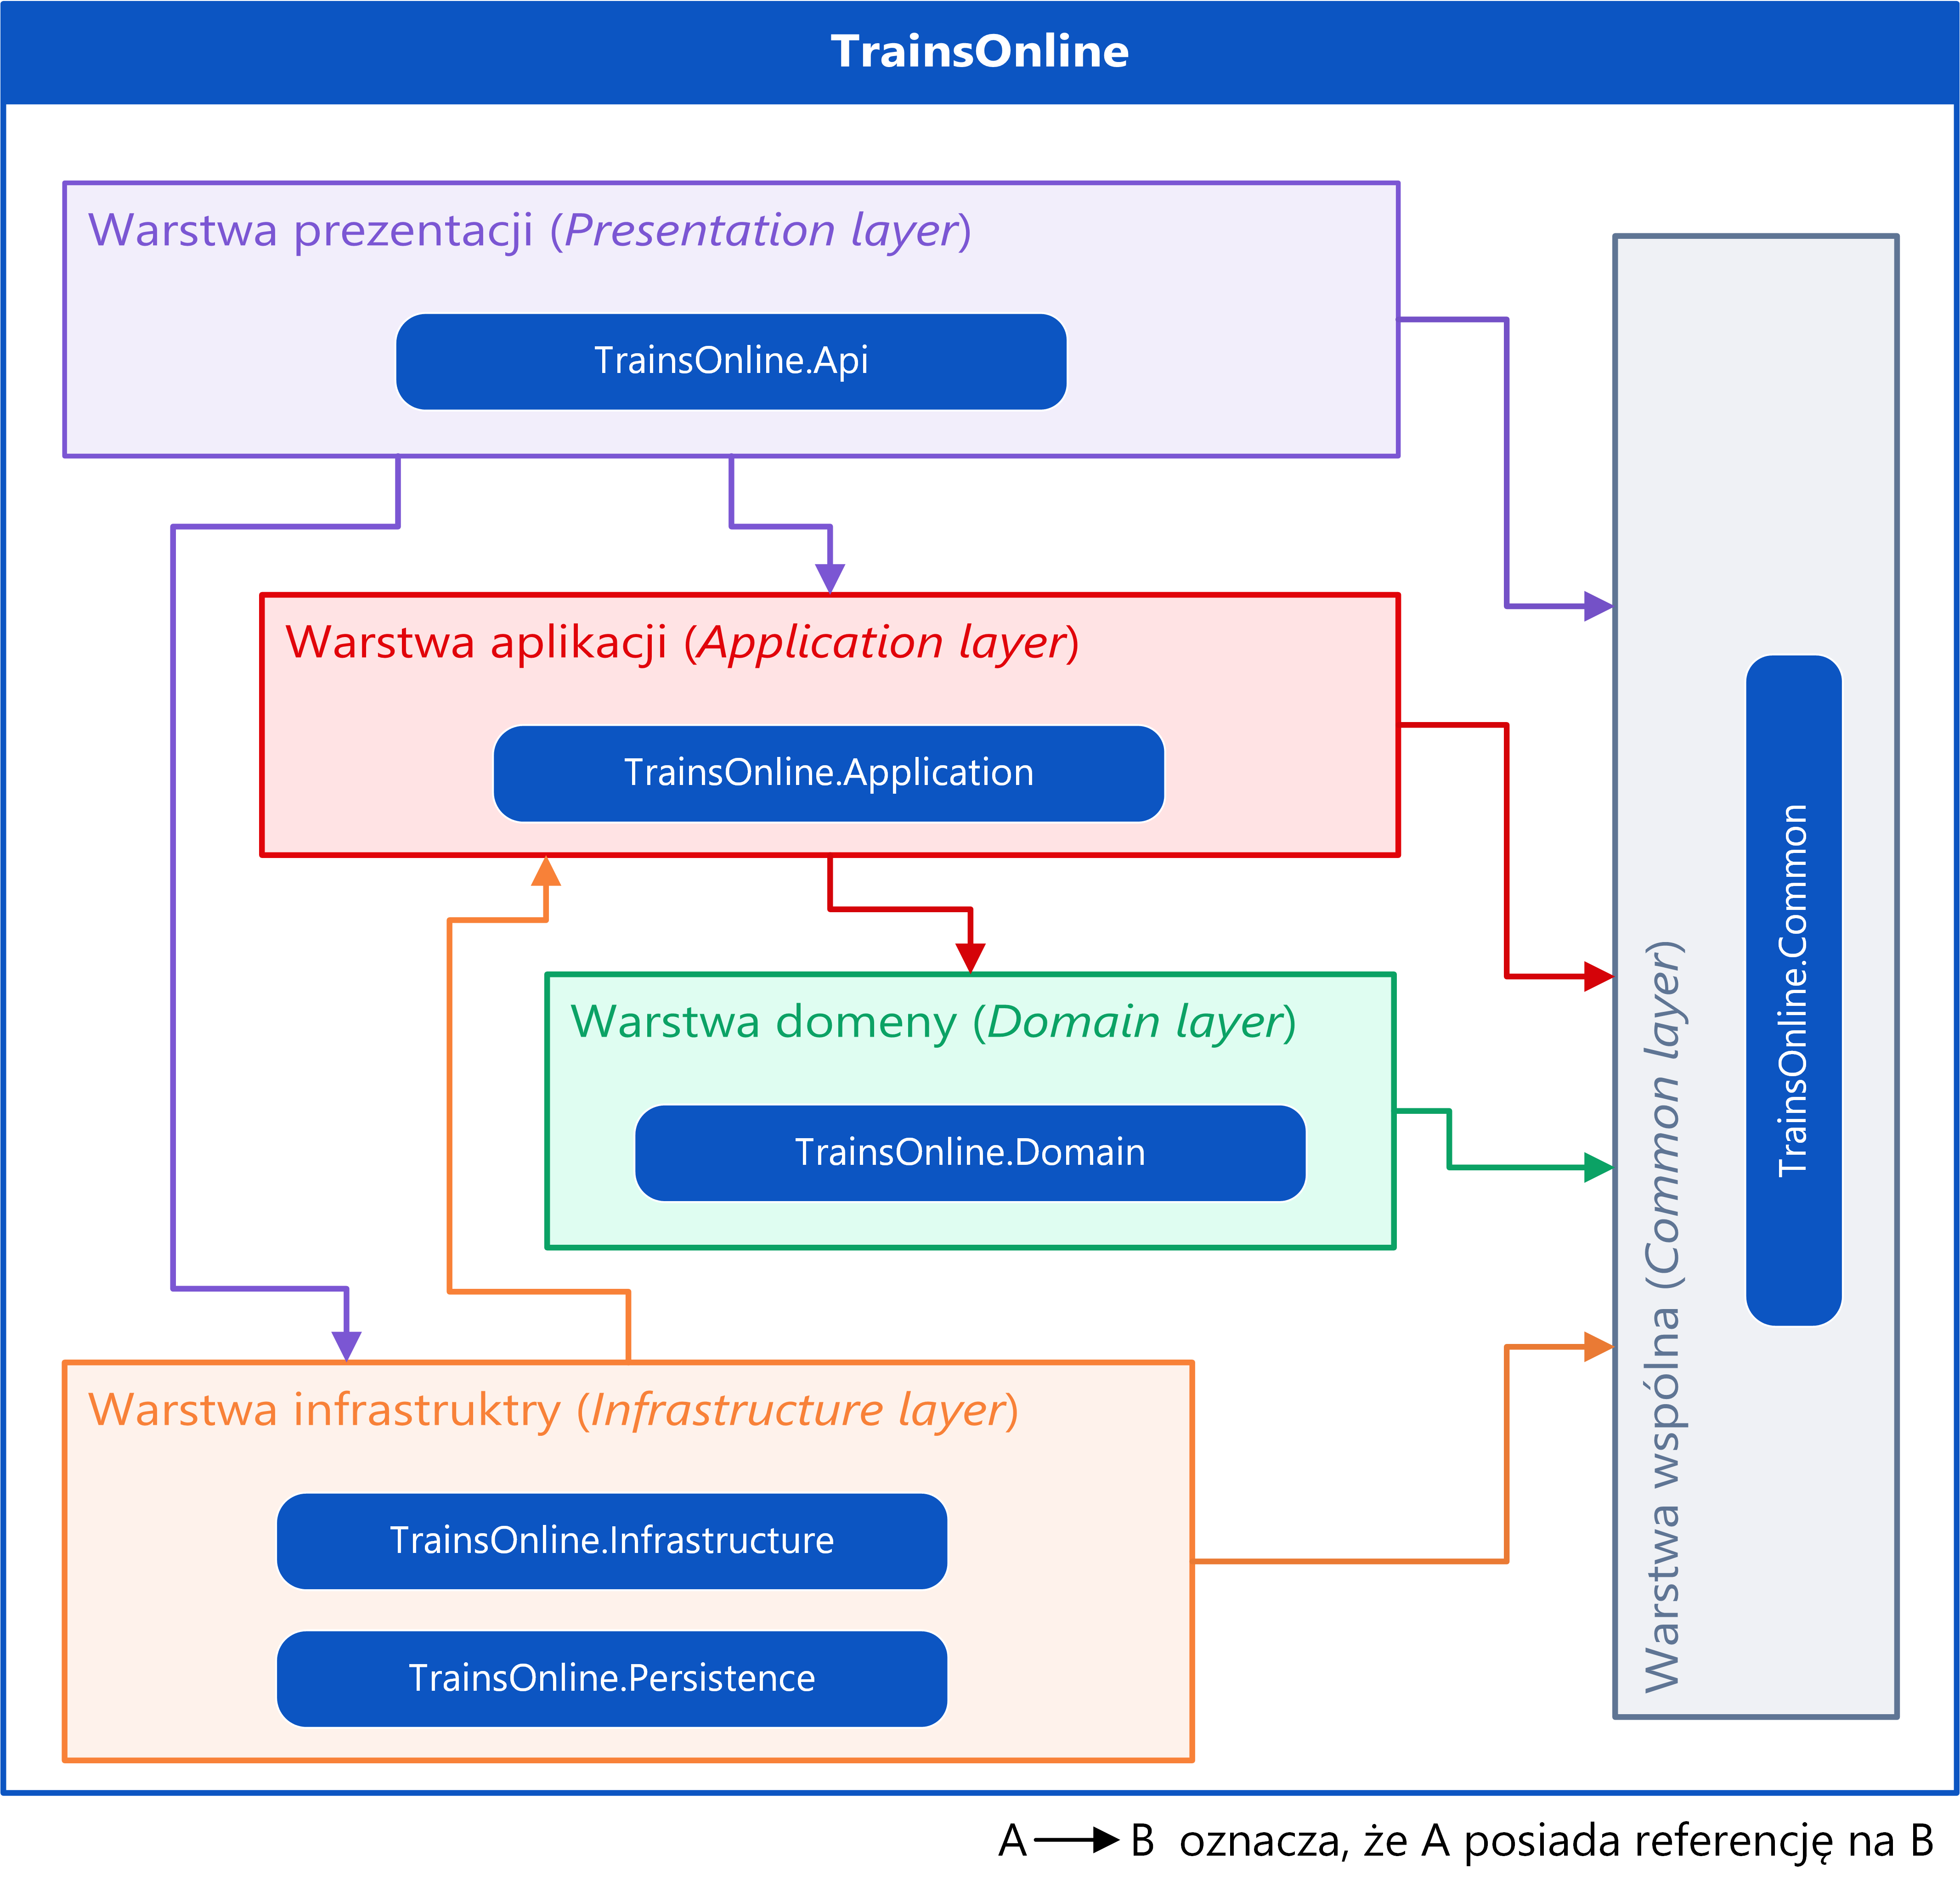 TrainsOnline
Warstwa prezentacji (Presentation layer)
TrainsOnline.Api
Warstwa aplikacji (Application layer)
TrainsOnline.Application
Warstwa domeny (Domain layer)
TrainsOnline.Domain
Warstwa infrastruktry (Infrastructure layer)
TrainsOnline.Infrastructure
TrainsOnline.Persistence
Warstwa wspólna (Common layer)
TrainsOnline.Common
A B oznacza, że A posiada referencję na B